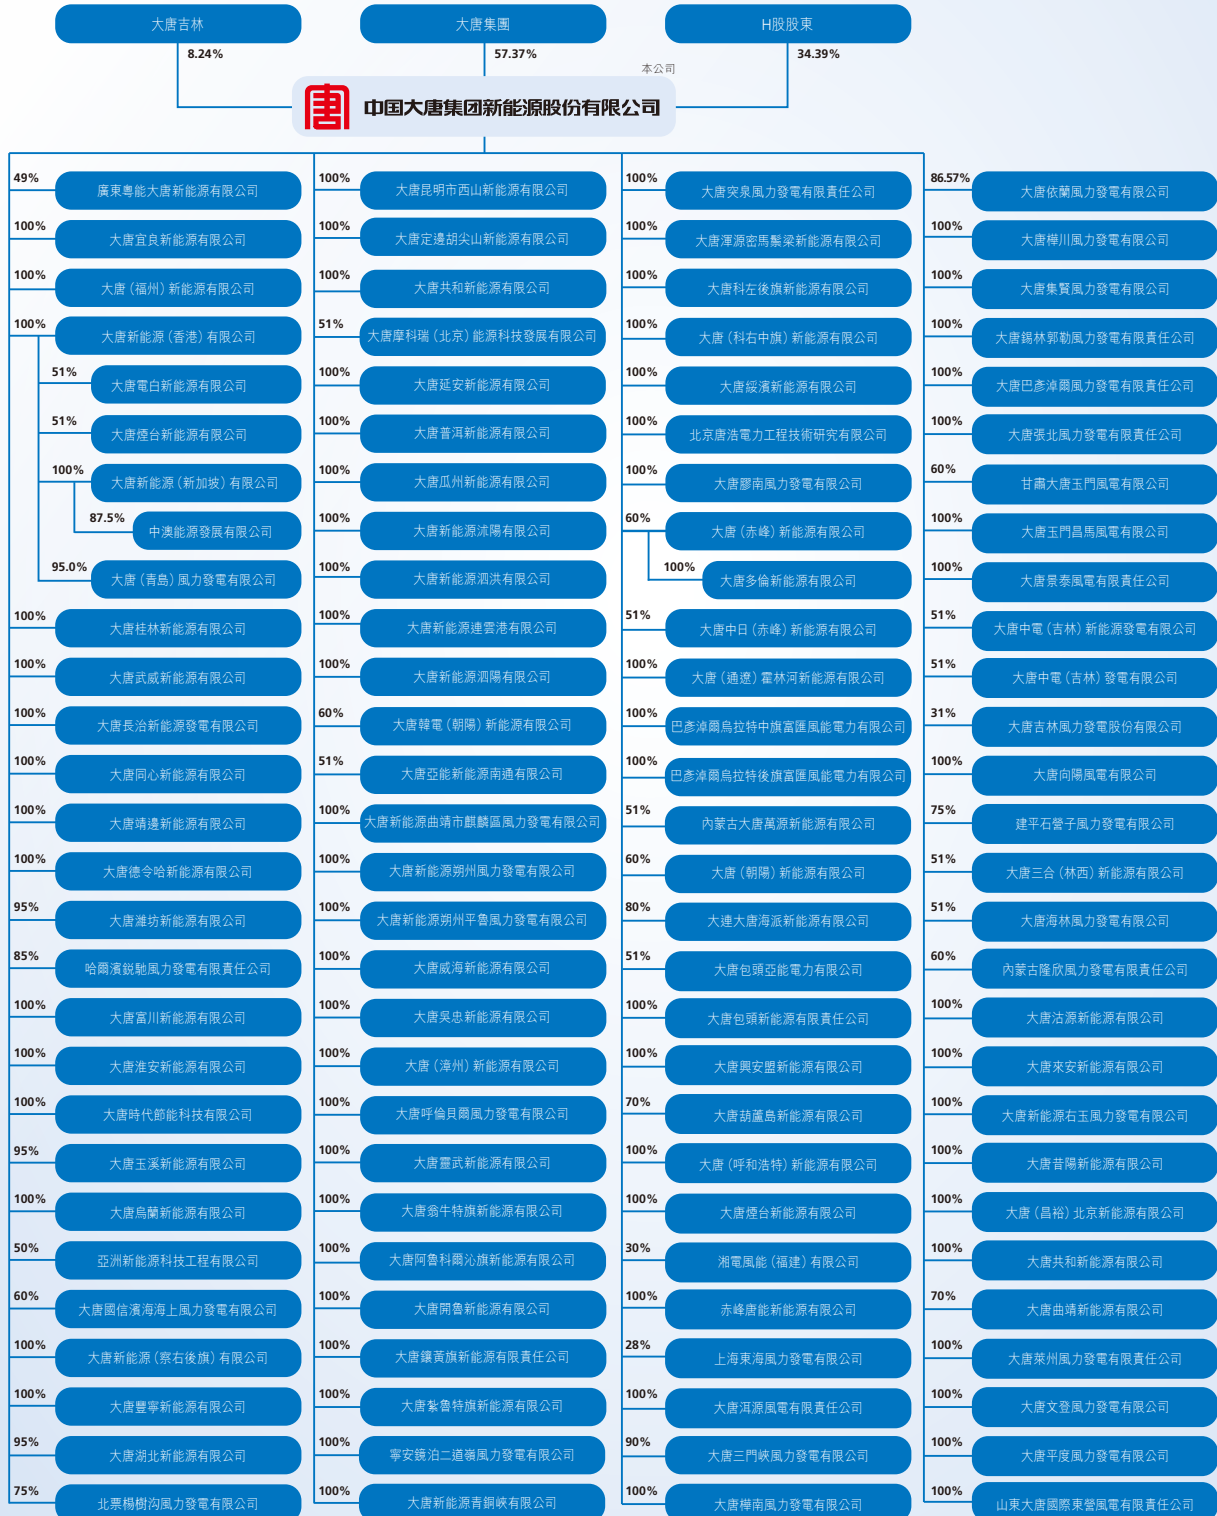 大唐吉林
大唐集團
H股股東
8.24%
57.37%
34.39%
本公司
唐
中国大唐集团新能源股份有限公司
49%
廣東粵能大唐新能源有限公司
100%
大唐宜良新能源有限公司
100%
大唐（福州）新能源有限公司
100%
大唐新能源（香港）有限公司
51%
大唐電白新能源有限公司
51%
大唐煙台新能源有限公司
100%
大唐新能源（新加坡）有限公司
87.5%
中澳能源發展有限公司
95.0%
大唐（青島）風力發電有限公司
100%
大唐桂林新能源有限公司
100%
大唐武威新能源有限公司
100%
大唐長治新能源發電有限公司
100%
大唐同心新能源有限公司
100%
大唐靖邊新能源有限公司
100%
大唐德令哈新能源有限公司
95%
大唐濰坊新能源有限公司
85%
哈爾濱銳馳風力發電有限責任公司
100%
大唐富川新能源有限公司
100%
大唐淮安新能源有限公司
100%
大唐時代節能科技有限公司
95%
大唐玉溪新能源有限公司
100%
大唐烏蘭新能源有限公司
50%
亞洲新能源科技工程有限公司
60%
大唐國信濱海海上風力發電有限公司
100%
大唐新能源（察右後旗）有限公司
100%
大唐豐寧新能源有限公司
95%
大唐湖北新能源有限公司
75%
北票楊樹沟風力發電有限公司
100%
大唐昆明市西山新能源有限公司
100%
大唐定邊胡尖山新能源有限公司
100%
大唐共和新能源有限公司
51%
大唐摩科瑞（北京）能源科技發展有限公司
100%
大唐延安新能源有限公司
100%
大唐普洱新能源有限公司
100%
大唐瓜州新能源有限公司
100%
大唐新能源沭陽有限公司
100%
大唐新能源泗洪有限公司
100%
大唐新能源連雲港有限公司
100%
大唐新能源泗陽有限公司
60%
大唐韓電（朝陽）新能源有限公司
51%
大唐亞能新能源南通有限公司
100%
大唐新能源曲靖市麒麟區風力發電有限公司
100%
大唐新能源朔州風力發電有限公司
100%
大唐新能源朔州平魯風力發電有限公司
100%
大唐威海新能源有限公司
100%
大唐吳忠新能源有限公司
100%
大唐（漳州）新能源有限公司
100%
大唐呼倫貝爾風力發電有限公司
100%
大唐靈武新能源有限公司
100%
大唐翁牛特旗新能源有限公司
100%
大唐阿魯科爾沁旗新能源有限公司
100%
大唐開魯新能源有限公司
100%
大唐鑲黃旗新能源有限責任公司
100%
大唐紮魯特旗新能源有限公司
100%
寧安鏡泊二道嶺風力發電有限公司
100%
大唐新能源青銅峽有限公司
100%
大唐突泉風力發電有限責任公司
100%
大唐渾源密馬鬃梁新能源有限公司
100%
大唐科左後旗新能源有限公司
100%
大唐（科右中旗）新能源有限公司
100%
大唐綏濱新能源有限公司
100%
北京唐浩電力工程技術研究有限公司
100%
大唐膠南風力發電有限公司
60%
大唐（赤峰）新能源有限公司
100%
大唐多倫新能源有限公司
51%
大唐中日（赤峰）新能源有限公司
100%
大唐（通遼）霍林河新能源有限公司
100%
巴彥淖爾烏拉特中旗富匯風能電力有限公司
100%
巴彥淖爾烏拉特後旗富匯風能電力有限公司
51%
內蒙古大唐萬源新能源有限公司
60%
大唐（朝陽）新能源有限公司
80%
大連大唐海派新能源有限公司
51%
大唐包頭亞能電力有限公司
100%
大唐包頭新能源有限責任公司
100%
大唐興安盟新能源有限公司
70%
大唐葫蘆島新能源有限公司
100%
大唐（呼和浩特）新能源有限公司
100%
大唐煙台新能源有限公司
30%
湘電風能（福建）有限公司
100%
赤峰唐能新能源有限公司
28%
上海東海風力發電有限公司
100%
大唐洱源風電有限責任公司
90%
大唐三門峽風力發電有限公司
100%
大唐樺南風力發電有限公司
86.57%
大唐依蘭風力發電有限公司
100%
大唐樺川風力發電有限公司
100%
大唐集賢風力發電有限公司
100%
大唐錫林郭勒風力發電有限責任公司
100%
大唐巴彥淖爾風力發電有限責任公司
100%
大唐張北風力發電有限責任公司
60%
甘肅大唐玉門風電有限公司
100%
大唐玉門昌馬風電有限公司
100%
大唐景泰風電有限責任公司
51%
大唐中電（吉林）新能源發電有限公司
51%
大唐中電（吉林）發電有限公司
31%
大唐吉林風力發電股份有限公司
100%
大唐向陽風電有限公司
75%
建平石營子風力發電有限公司
51%
大唐三合（林西）新能源有限公司
51%
大唐海林風力發電有限公司
60%
內蒙古隆欣風力發電有限責任公司
100%
大唐沽源新能源有限公司
100%
大唐來安新能源有限公司
100%
大唐新能源右玉風力發電有限公司
100%
大唐昔陽新能源有限公司
100%
大唐（昌裕）北京新能源有限公司
100%
大唐共和新能源有限公司
70%
大唐曲靖新能源有限公司
100%
大唐萊州風力發電有限責任公司
100%
大唐文登風力發電有限公司
100%
大唐平度風力發電有限公司
100%
山東大唐國際東營風電有限責任公司